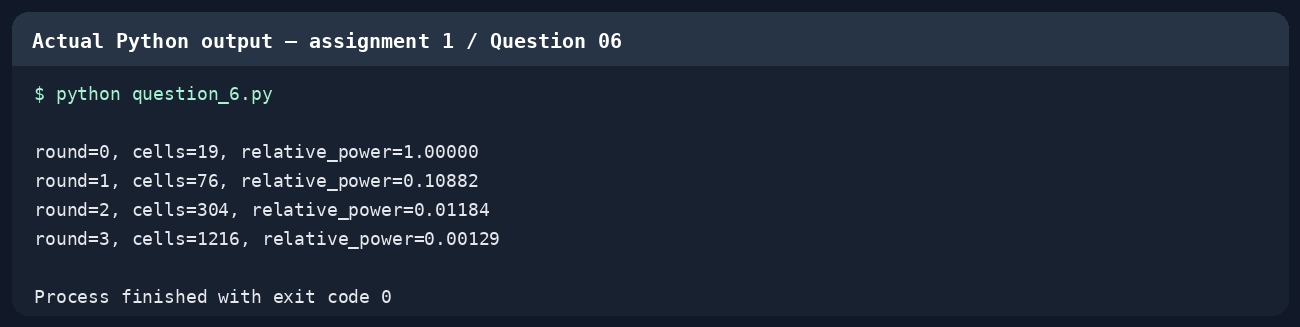 Actual Python output — assignment 1 / Question 06
$ python question_6.py
round=0, cells=19, relative_power=1.00000
round=1, cells=76, relative_power=0.10882
round=2, cells=304, relative_power=0.01184
round=3, cells=1216, relative_power=0.00129
Process finished with exit code 0